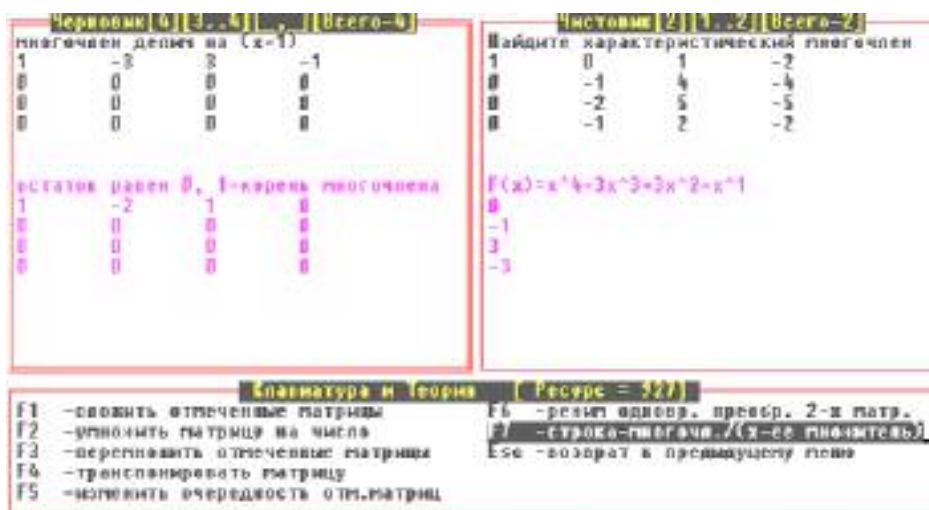 Черновик[4][3..4][ , ][Всего-4]
многочлен делим на (x-1)
1 -3 3 -1
0 0 0 0
0 0 0 0
0 0 0 0
остаток равен 0, 1-корень многочлена
1 -2 1 0
0 0 0 0
0 0 0 0
0 0 0 0
Чистовик[2][1..2][Всего-2]
Найдите характеристический многочлен
1 0 1 -2
0 -1 4 -4
0 -2 5 -5
0 -1 2 -2
F(x)=x^4-3x^3+3x^2-x^1
0
-1
3
-3
Клавиатура и Теория [ Ресурс = 927]
F1 -сложить отмеченные матрицы
F2 -умножить матрицу на число
F3 -перемножить отмеченные матрицы
F4 -транспонировать матрицу
F5 -изменить очередность отм.матриц
F6 -режим одновр. преобр. 2-х матр.
F7 -строка-многочл./(x-ее множитель)
Esc -возврат к предыдущему меню